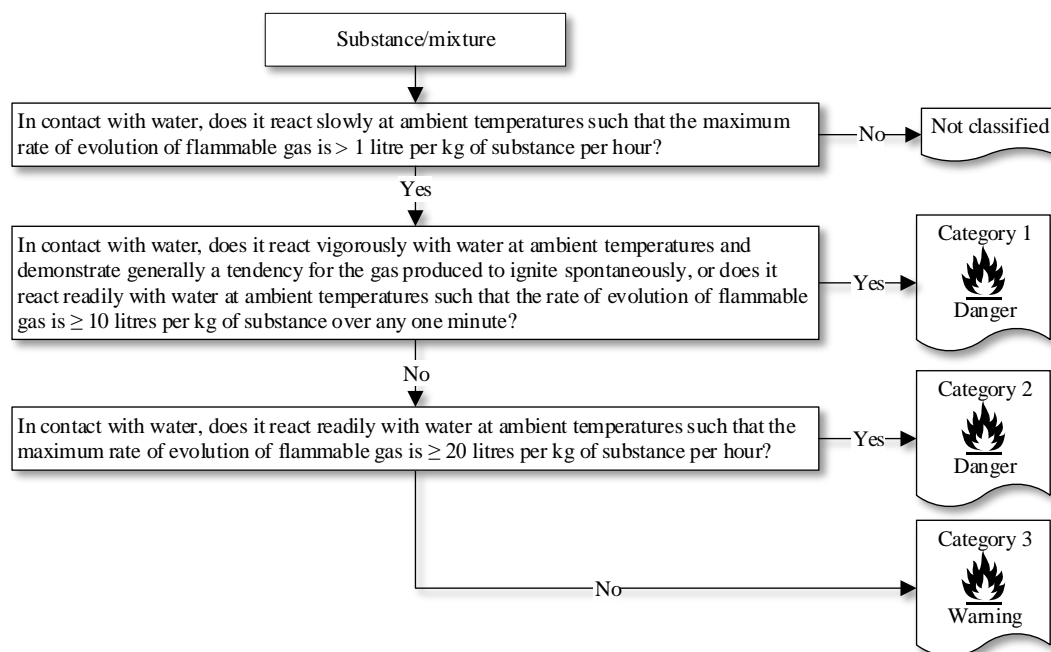 Substance/mixture
In contact with water, does it react slowly at ambient temperatures such that the maximum
rate of evolution of flammable gas is > 1 litre per kg of substance per hour?
No
Not classified
Yes
In contact with water, does it react vigorously with water at ambient temperatures and
demonstrate generally a tendency for the gas produced to ignite spontaneously, or does it
react readily with water at ambient temperatures such that the rate of evolution of flammable
gas is ≥ 10 litres per kg of substance over any one minute?
Yes
Category 1
Danger
No
In contact with water, does it react readily with water at ambient temperatures such that the
maximum rate of evolution of flammable gas is ≥ 20 litres per kg of substance per hour?
Yes
Category 2
Danger
No
Category 3
Warning